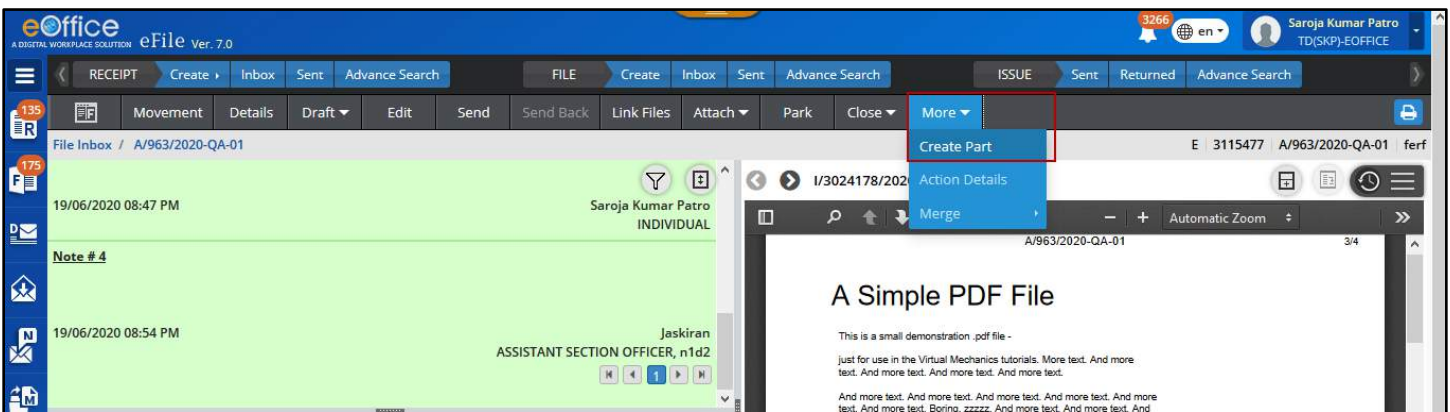 eOffice
A DIGITAL WORKPLACE SOLUTION eFile Ver. 7.0
3266
en
Saroja Kumar Patro
TD(SKP)-EOFFICE
RECEIPT Create Inbox Sent Advance Search FILE Create Inbox Sent Advance Search ISSUE Sent Returned Advance Search
135
R
Movement Details Draft Edit Send Send Back Link Files Attach Park Close More
File Inbox / A/963/2020-QA-01
Create Part
E 3115477 A/963/2020-QA-01 ferf
175
F
I/3024178/202
Action Details
19/06/2020 08:47 PM
Saroja Kumar Patro
INDIVIDUAL
Merge
Automatic Zoom
D
A/963/2020-QA-01 3/4
Note # 4
A Simple PDF File
This is a small demonstration .pdf file -
N
19/06/2020 08:54 PM
Jaskiran
ASSISTANT SECTION OFFICER, n1d2
1
just for use in the Virtual Mechanics tutorials. More text. And more
text. And more text. And more text. And more text.
M
And more text. And more text. And more text. And more text. And more
text. And more text. Boring, zzzzz. And more text. And more text. And